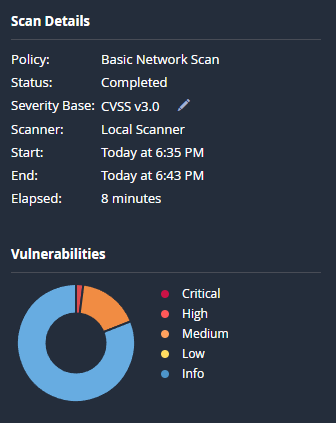 Scan Details
Policy: Basic Network Scan
Status: Completed
Severity Base: CVSS v3.0
Scanner: Local Scanner
Start: Today at 6:35 PM
End: Today at 6:43 PM
Elapsed: 8 minutes
Vulnerabilities
Critical
High
Medium
Low
Info